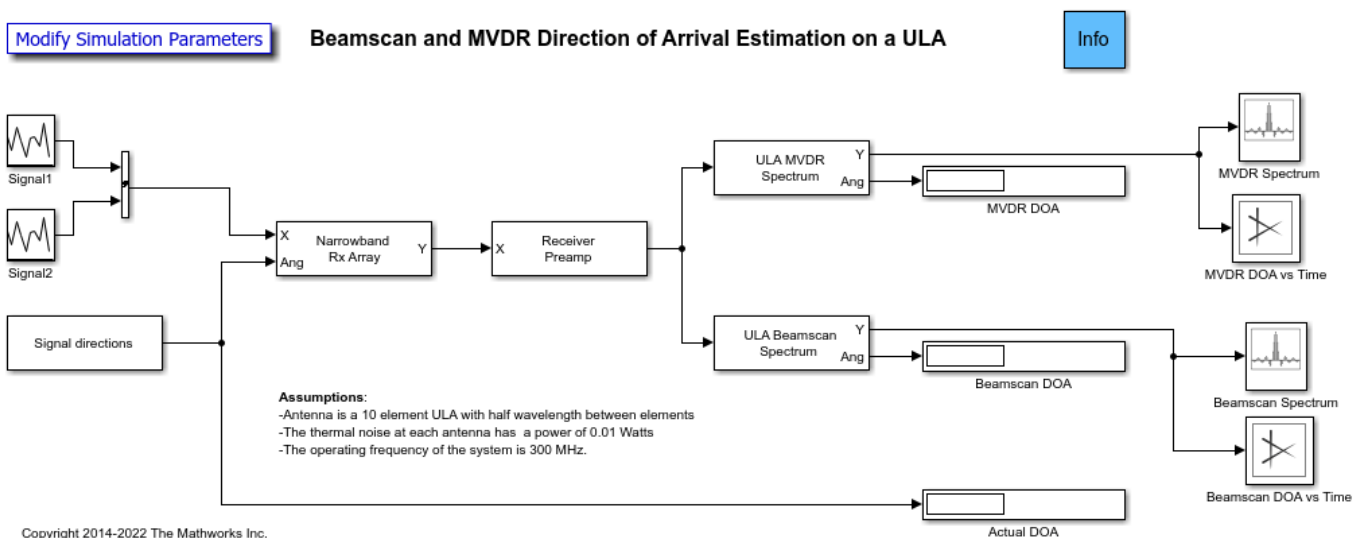 Modify Simulation Parameters
Beamscan and MVDR Direction of Arrival Estimation on a ULA
Info
Signal1
Signal2
Signal directions
X
Ang
Narrowband
Rx Array
Y
X
Receiver
Preamp
ULA MVDR
Spectrum
Y
Ang
MVDR DOA
MVDR Spectrum
MVDR DOA vs Time
ULA Beamscan
Spectrum
Y
Ang
Beamscan DOA
Beamscan Spectrum
Beamscan DOA vs Time
Assumptions:
-Antenna is a 10 element ULA with half wavelength between elements
-The thermal noise at each antenna has a power of 0.01 Watts
-The operating frequency of the system is 300 MHz.
Actual DOA
Copyright 2014-2022 The Mathworks Inc.